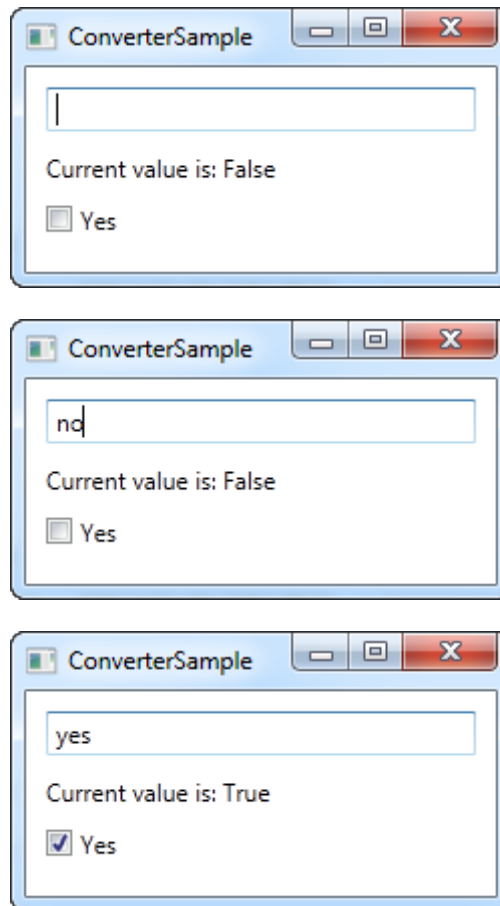 ConverterSample
Current value is: False
Yes
ConverterSample
no
Current value is: False
Yes
ConverterSample
yes
Current value is: True
Yes